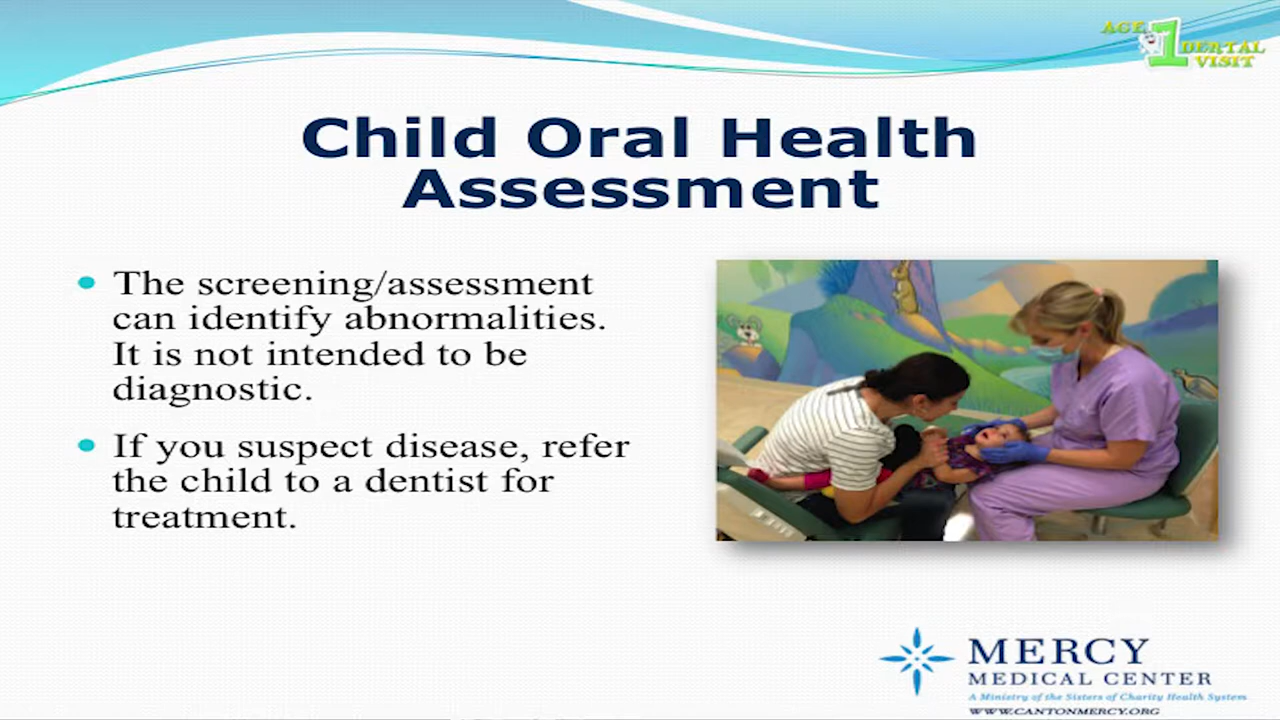 AGE
1 DENTAL
VISIT
Child Oral Health
Assessment
The screening/assessment
can identify abnormalities.
It is not intended to be
diagnostic.
If you suspect disease, refer
the child to a dentist for
treatment.
MERCY
MEDICAL CENTER
A Ministry of the Sisters of Charity Health System
WWW.CANTONMERCY.ORG